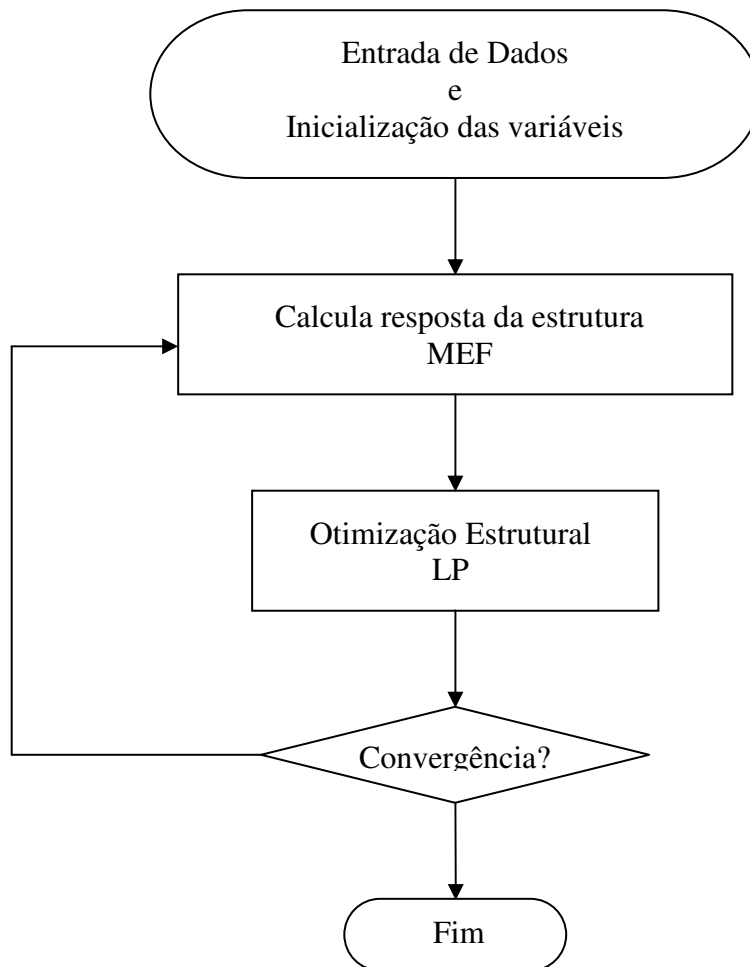 Entrada de Dados
e
Inicialização das variáveis
Calcula resposta da estrutura
MEF
Otimização Estrutural
LP
Convergência?
Fim